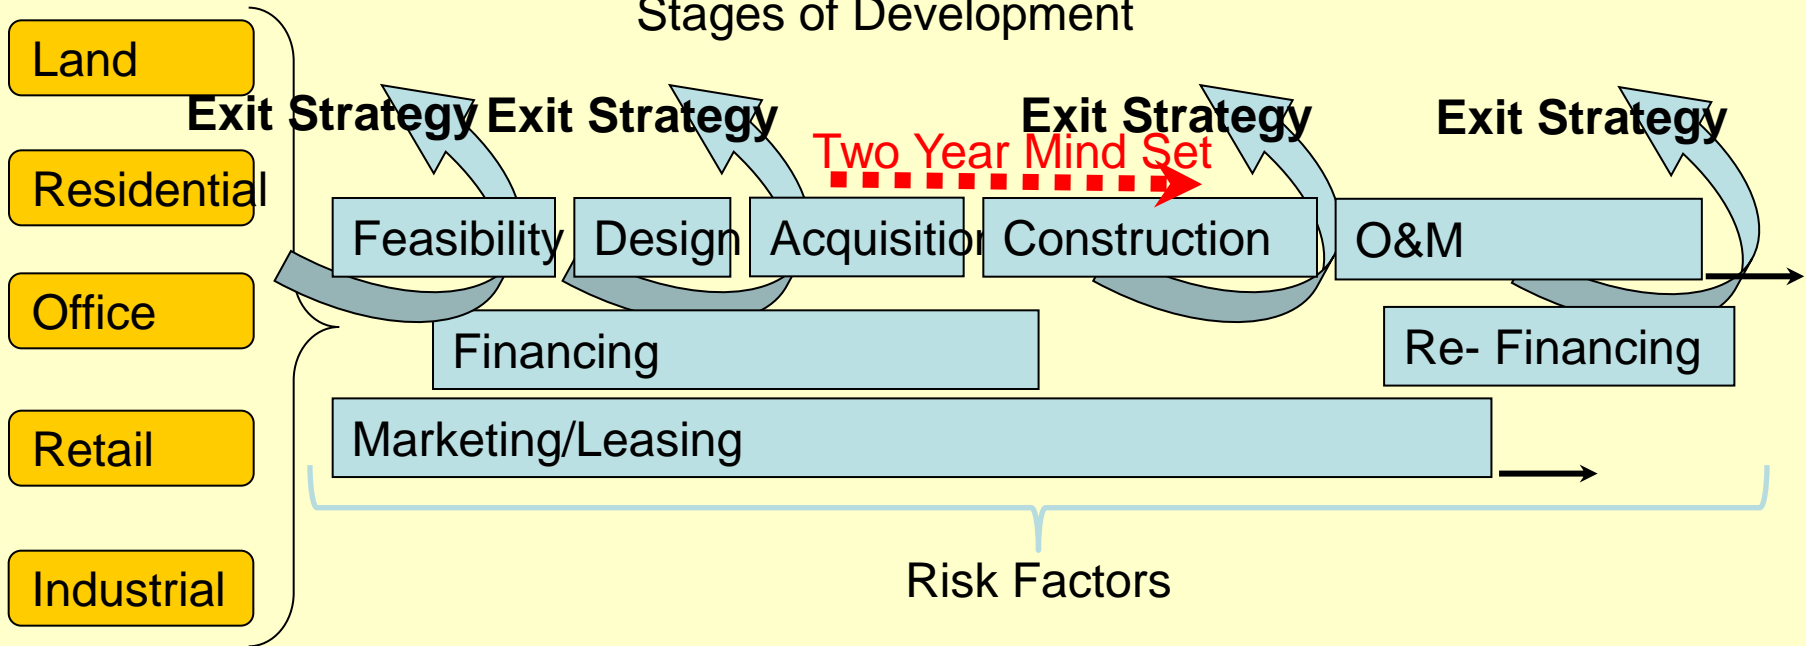 Stages of Development
Land
Exit Strategy
Exit Strategy
Exit Strategy
Exit Strategy
Two Year Mind Set
Residential
Feasibility
Design
Acquisition
Construction
O&M
Office
Financing
Re- Financing
Retail
Marketing/Leasing
Industrial
Risk Factors